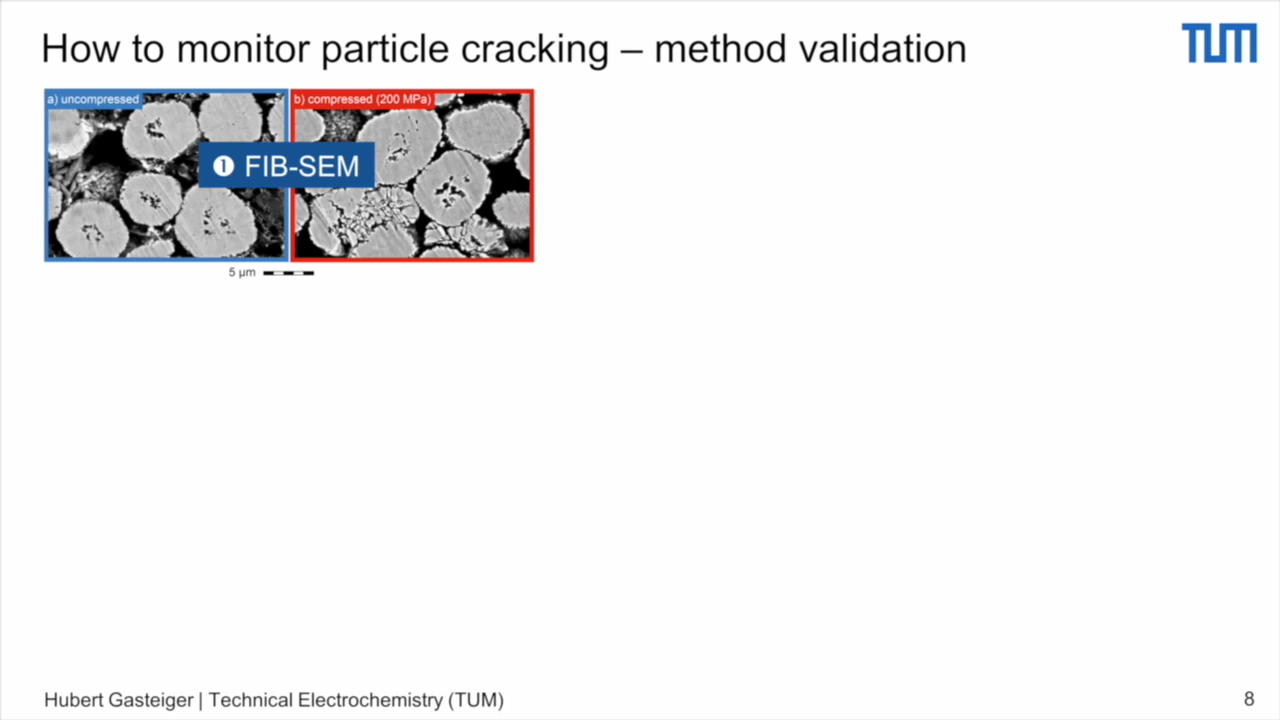 How to monitor particle cracking – method validation
TUM
a) uncompressed
b) compressed (200 MPa)
❶ FIB-SEM
5 μm
Hubert Gasteiger | Technical Electrochemistry (TUM)
8